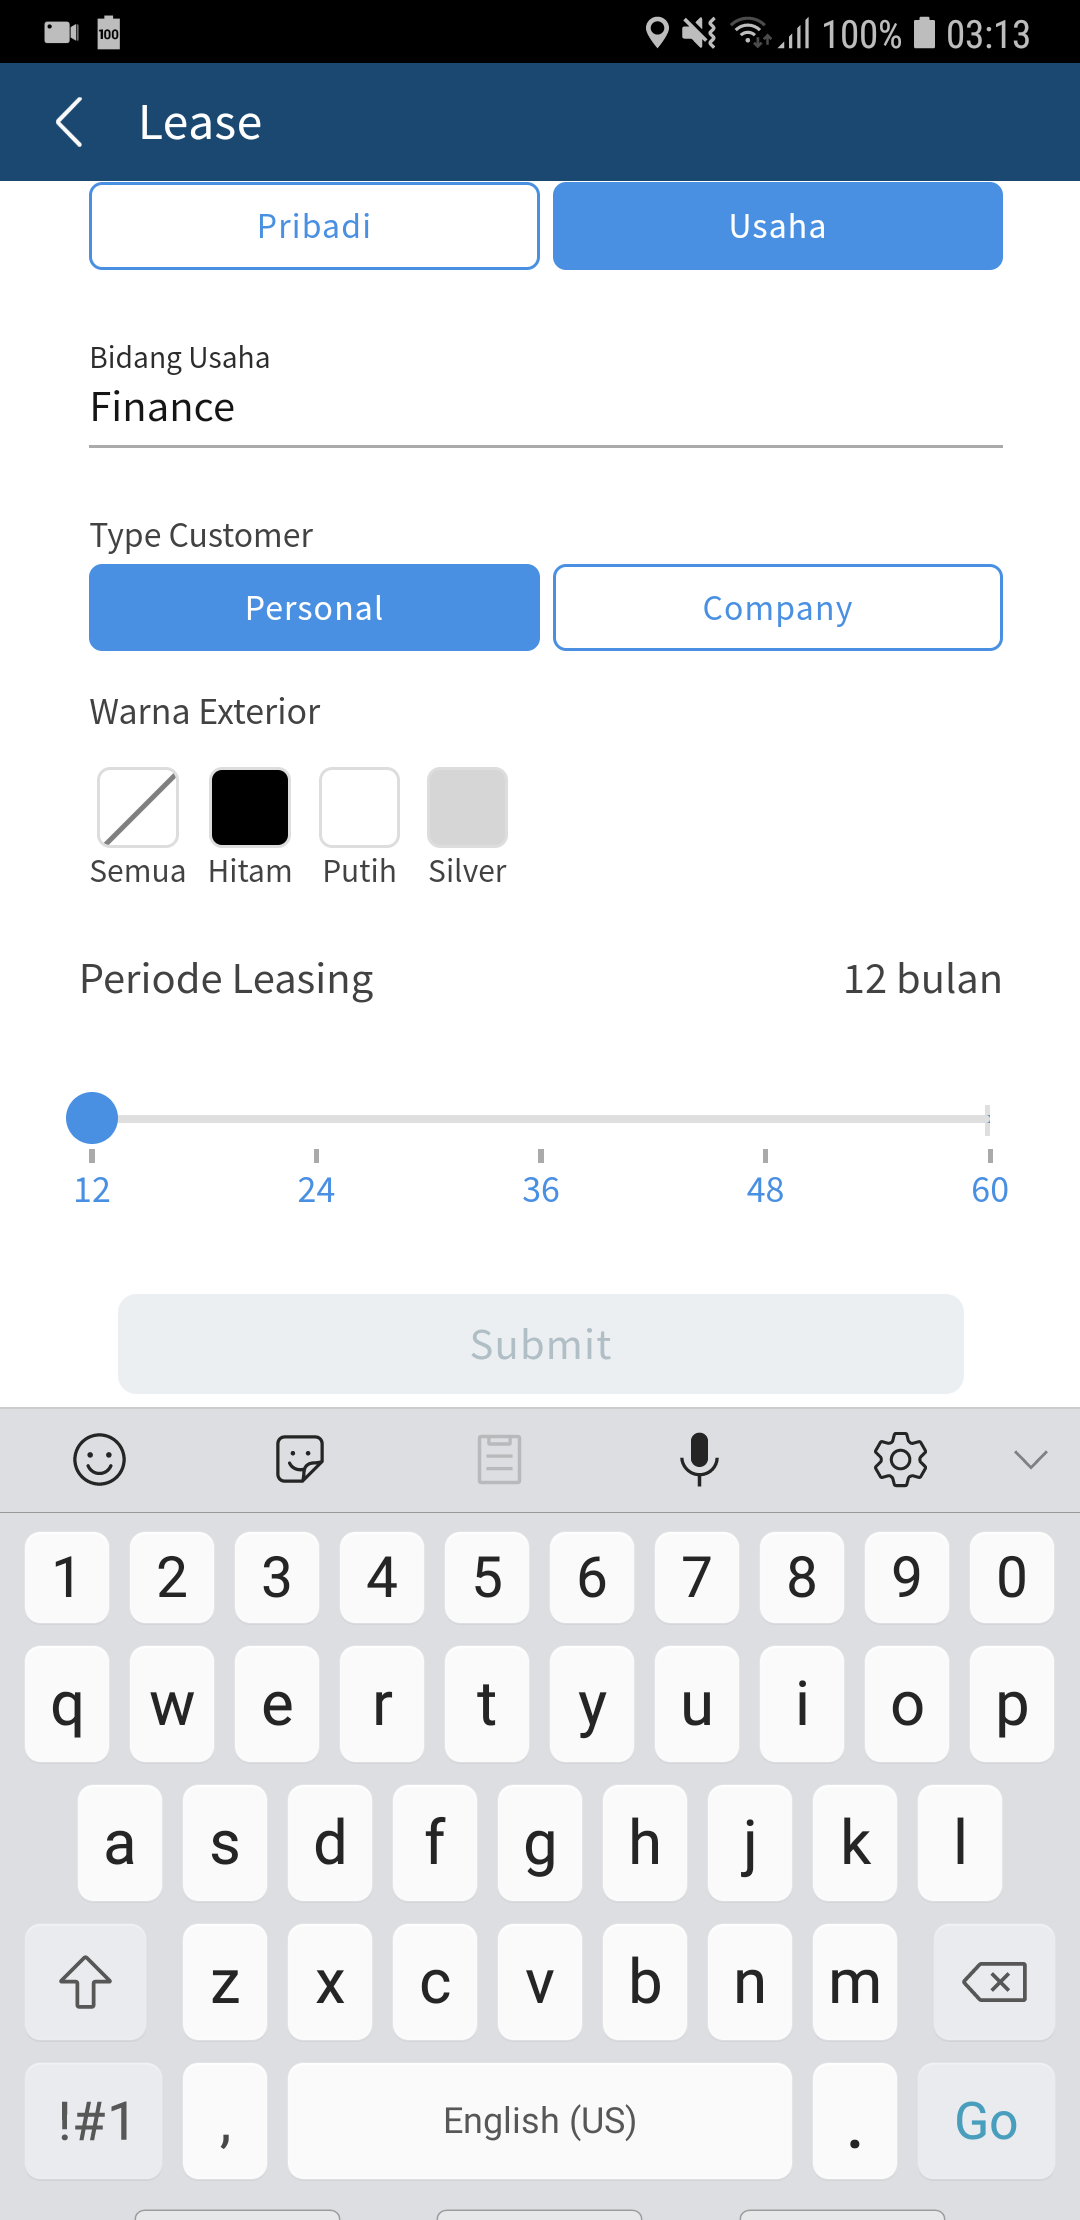 100 100% 03:13
Lease
Pribadi Usaha
Bidang Usaha
Finance
Type Customer
Personal Company
Warna Exterior
Semua Hitam Putih Silver
Periode Leasing 12 bulan
12 24 36 48 60
Submit
1 2 3 4 5 6 7 8 9 0
q w e r t y u i o p
a s d f g h j k l
z x c v b n m
!#1 , English (US) . Go